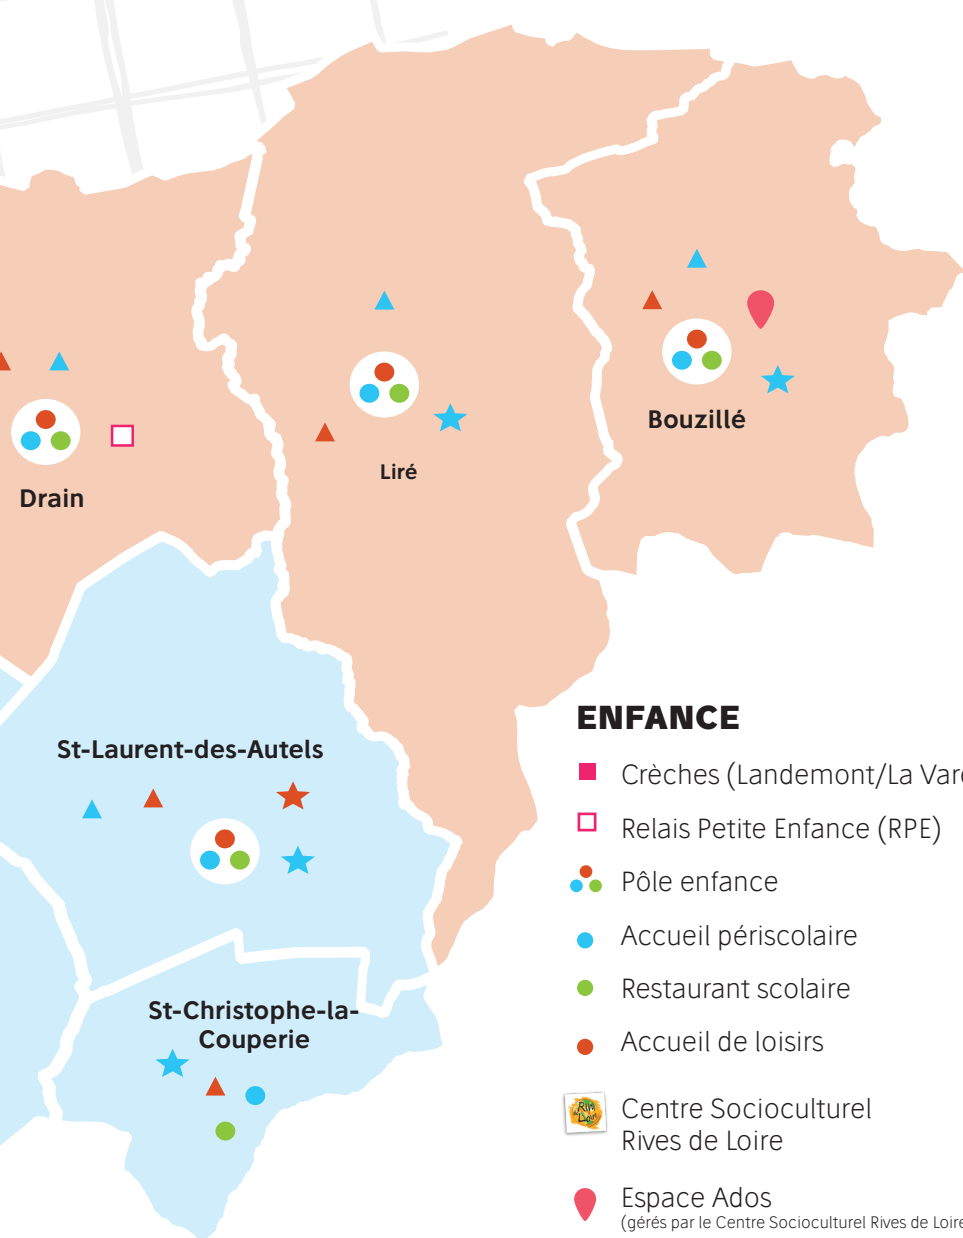 Bouzillé
Liré
Drain
St-Laurent-des-Autels
St-Christophe-la-
Couperie
ENFANCE
Crèches (Landemont/La
Relais Petite Enfance (RPE)
Pôle enfance
Accueil périscolaire
Restaurant scolaire
Accueil de loisirs
Centre Socioculturel
Rives de Loire
Espace Ados
(gérés par le Centre Socioculturel Rives de Loire